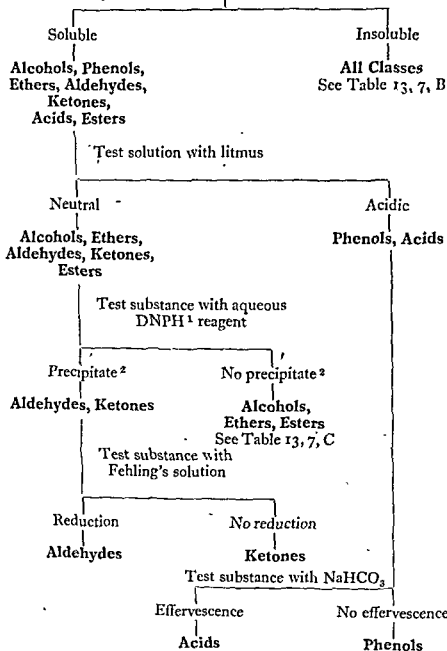 Soluble
Insoluble
Alcohols, Phenols,
Ethers, Aldehydes,
Ketones,
Acids, Esters
All Classes
See Table 13, 7, B
Test solution with litmus
Neutral
Acidic
Alcohols, Ethers,
Aldehydes, Ketones,
Esters
Phenols, Acids
Test substance with aqueous
DNPH ¹ reagent
Precipitate ²
No precipitate ²
Aldehydes, Ketones
Alcohols,
Ethers, Esters
See Table 13, 7, C
Test substance with
Fehling's solution
Reduction
No reduction
Aldehydes
Ketones
Test substance with NaHCO₃
Effervescence
No effervescence
Acids
Phenols